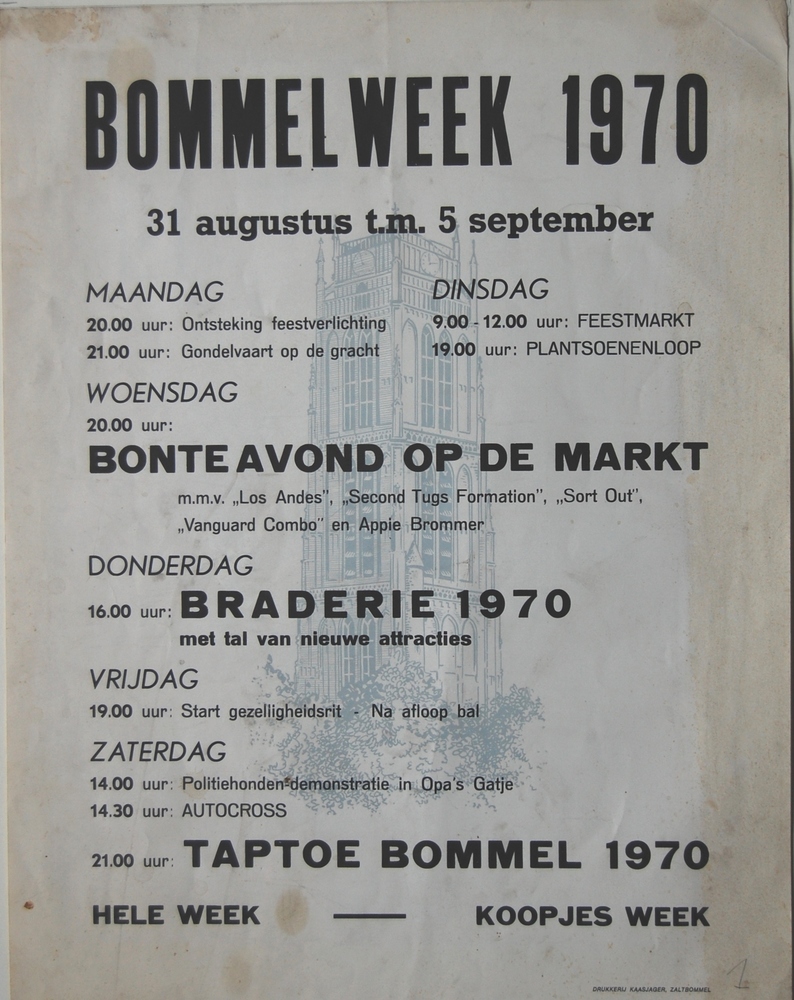 BOMMELWEEK 1970
31 augustus t.m. 5 september
MAANDAG
20.00 uur: Ontsteking feestverlichting
21.00 uur: Gondelvaart op de gracht
DINSDAG
9.00 - 12.00 uur: FEESTMARKT
19.00 uur: PLANTSOENENLOOP
WOENSDAG
20.00 uur:
BONTE AVOND OP DE MARKT
m.m.v. „Los Andes", „Second Tugs Formation", „Sort Out",
„Vanguard Combo" en Appie Brommer
DONDERDAG
16.00 uur: BRADERIE 1970
met tal van nieuwe attracties
VRIJDAG
19.00 uur: Start gezelligheidsrit - Na afloop bal
ZATERDAG
14.00 uur: Politiehonden-demonstratie in Opa's Gatje
14.30 uur: AUTOCROSS
21.00 uur: TAPTOE BOMMEL 1970
HELE WEEK — KOOPJES WEEK
DRUKKERIJ KAASJAGER, ZALTBOMMEL
1